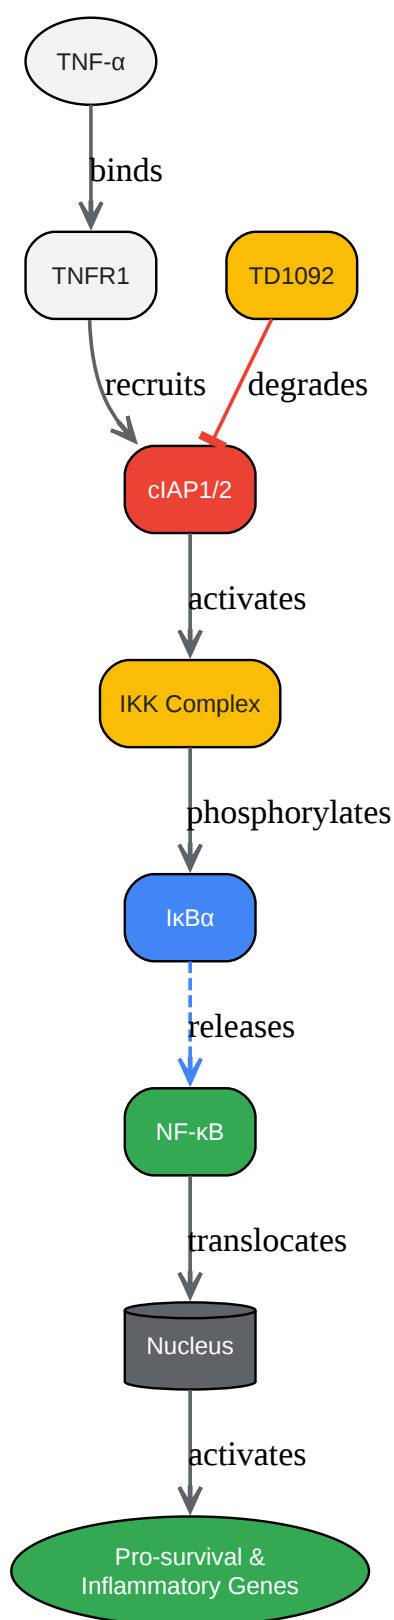 TNF-α
binds
TNFR1
TD1092
recruits
degrades
cIAP1/2
activates
IKK Complex
phosphorylates
IκBα
releases
NF-κB
translocates
Nucleus
activates
Pro-survival &
Inflammatory Genes